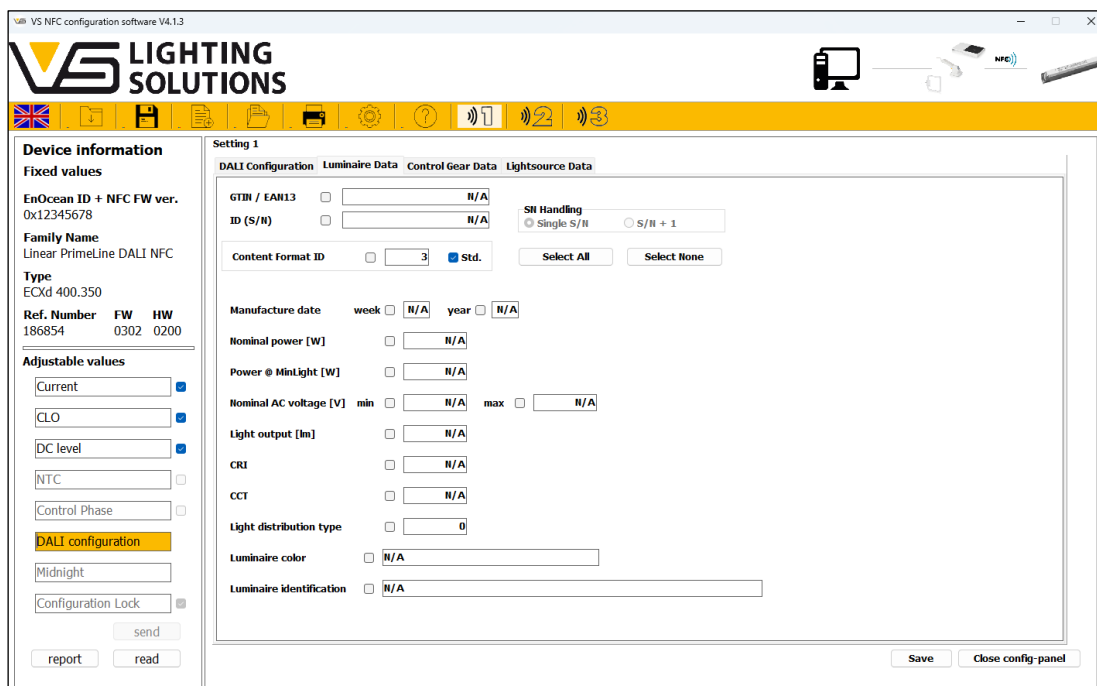 VS NFC configuration software V4.1.3
VS LIGHTING
SOLUTIONS
NFC
1 2 3
Device information
Fixed values
EnOcean ID + NFC FW ver.
0x12345678
Family Name
Linear PrimeLine DALI NFC
Type
ECXd 400.350
Ref. Number FW HW
186854 0302 0200
Adjustable values
Current
CLO
DC level
NTC
Control Phase
DALI configuration
Midnight
Configuration Lock
send
report read
Setting 1
DALI Configuration Luminaire Data Control Gear Data Lightsource Data
GTIN / EAN13 N/A
ID (S/N) N/A
SN Handling
Single S/N S/N + 1
Content Format ID 3 Std. Select All Select None
Manufacture date week N/A year N/A
Nominal power [W] N/A
Power @ MinLight [W] N/A
Nominal AC voltage [V] min N/A max N/A
Light output [lm] N/A
CRI N/A
CCT N/A
Light distribution type 0
Luminaire color N/A
Luminaire identification N/A
Save Close config-panel